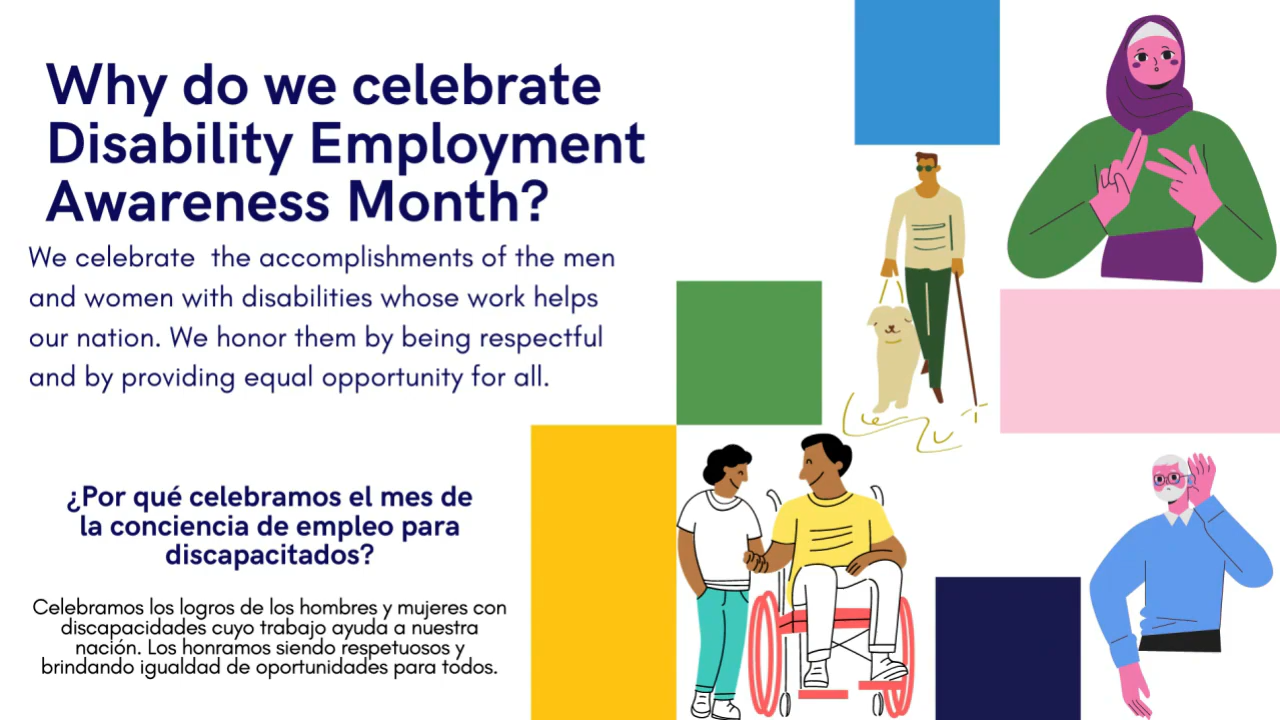 Why do we celebrate
Disability Employment
Awareness Month?
We celebrate the accomplishments of the men
and women with disabilities whose work helps
our nation. We honor them by being respectful
and by providing equal opportunity for all.
¿Por qué celebramos el mes de
la conciencia de empleo para
discapacitados?
Celebramos los logros de los hombres y mujeres con
discapacidades cuyo trabajo ayuda a nuestra
nación. Los honramos siendo respetuosos y
brindando igualdad de oportunidades para todos.